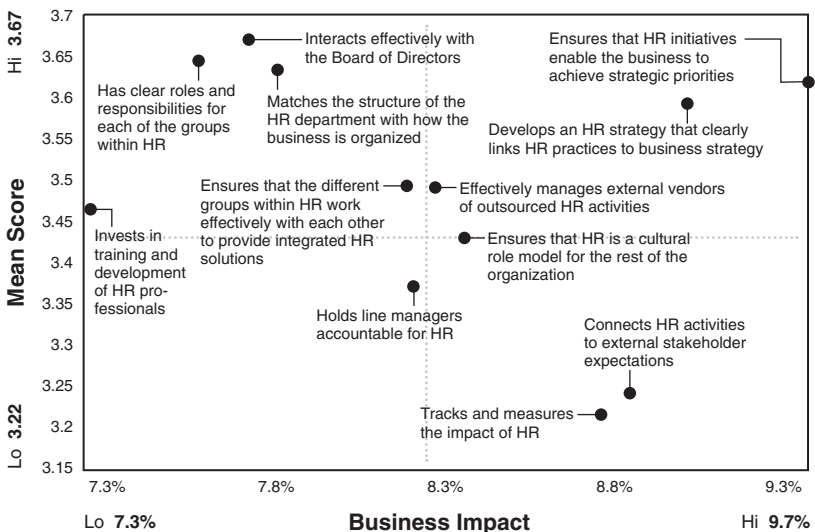 Hi 3.67
Mean Score
Lo 3.22
3.7
3.65
3.6
3.55
3.5
3.45
3.4
3.35
3.3
3.25
3.2
3.15
Interacts effectively with
the Board of Directors
Ensures that HR initiatives
enable the business to
achieve strategic priorities
Has clear roles and
responsibilities for
each of the groups
within HR
Matches the structure of the
HR department with how the
business is organized
Develops an HR strategy that clearly
links HR practices to business strategy
Ensures that the different
groups within HR work
effectively with each other
to provide integrated HR
solutions
Effectively manages external vendors
of outsourced HR activities
Invests in
training and
development
of HR pro-
fessionals
Ensures that HR is a cultural
role model for the rest of the
organization
Holds line managers
accountable for HR
Connects HR activities
to external stakeholder
expectations
Tracks and measures
the impact of HR
7.3% 7.8% 8.3% 8.8% 9.3%
Lo 7.3% Business Impact Hi 9.7%